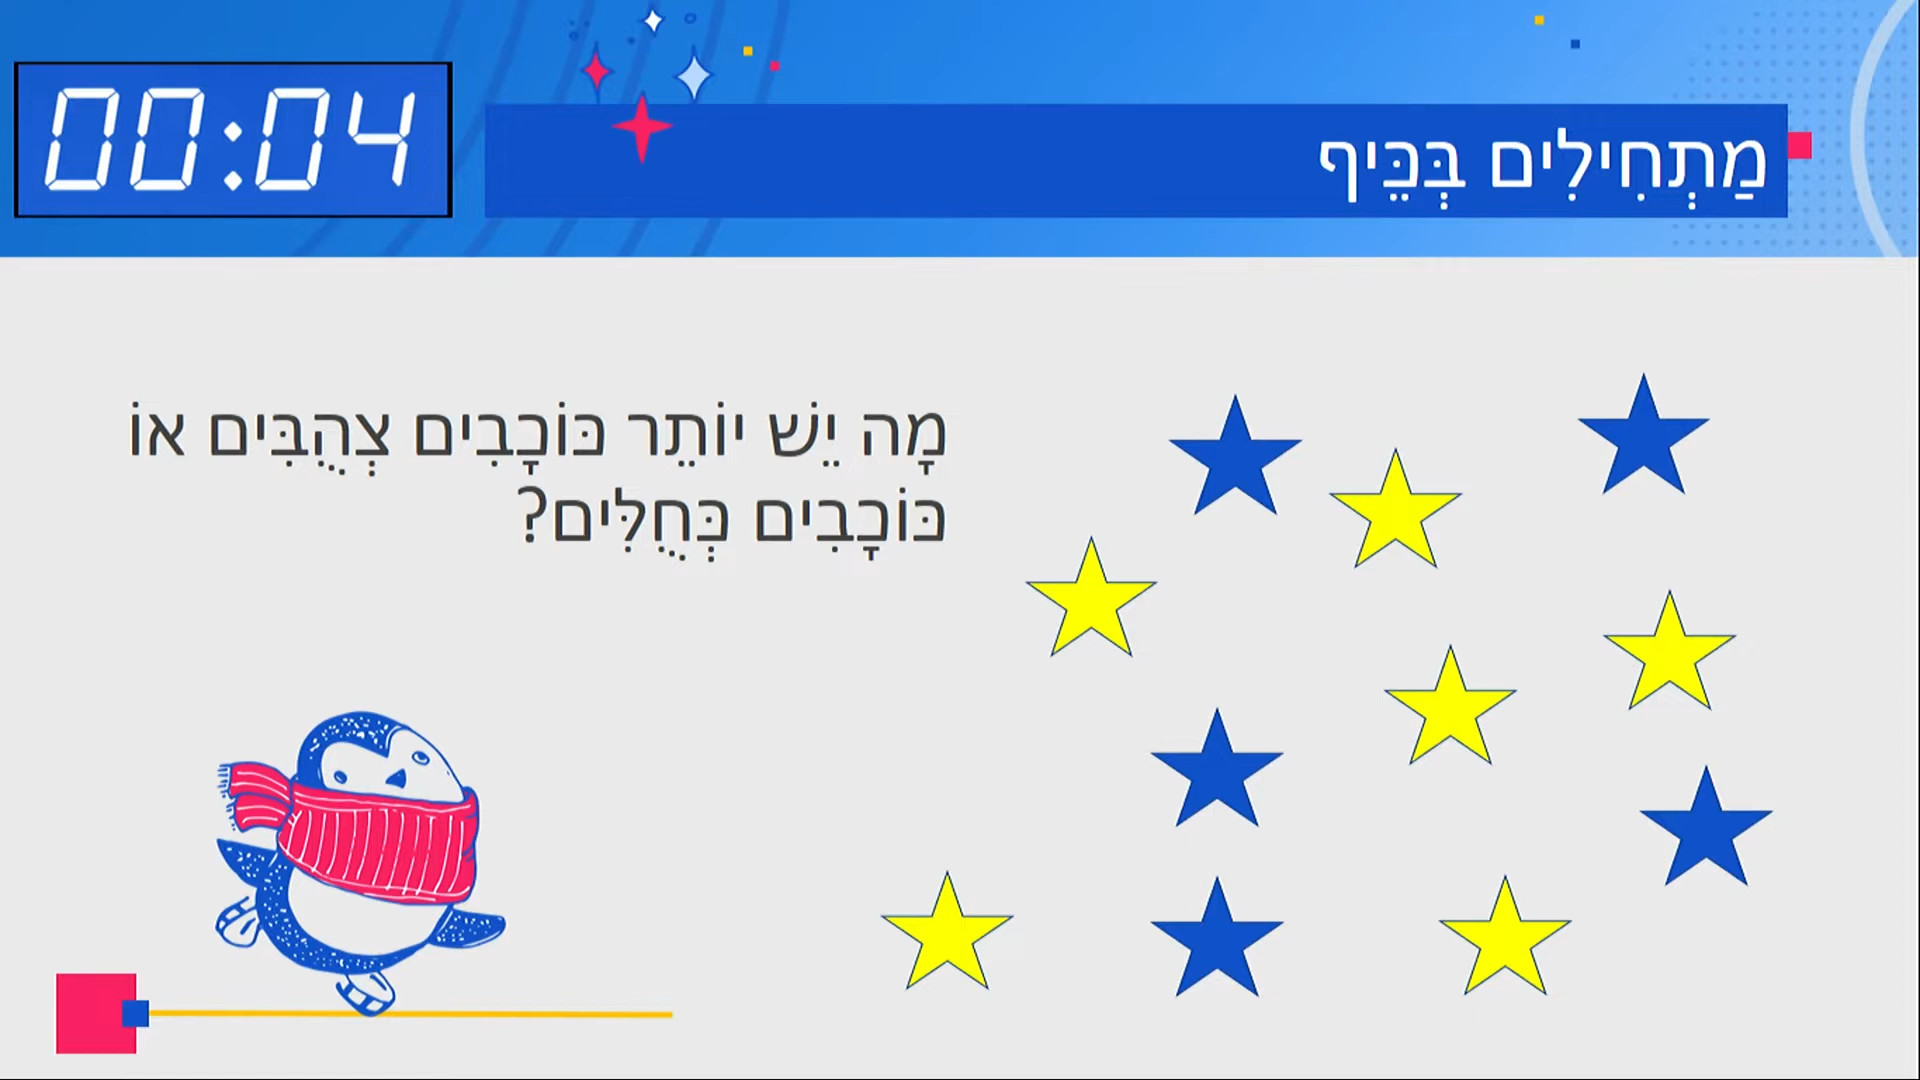 00:04
מַתְחִילִים בְּכֵּיף
מָה יֵשׁ יוֹתֵר כּוֹכָבִים צְהֻבִּים אוֹ
כּוֹכָבִים כְּחֻלִּים?